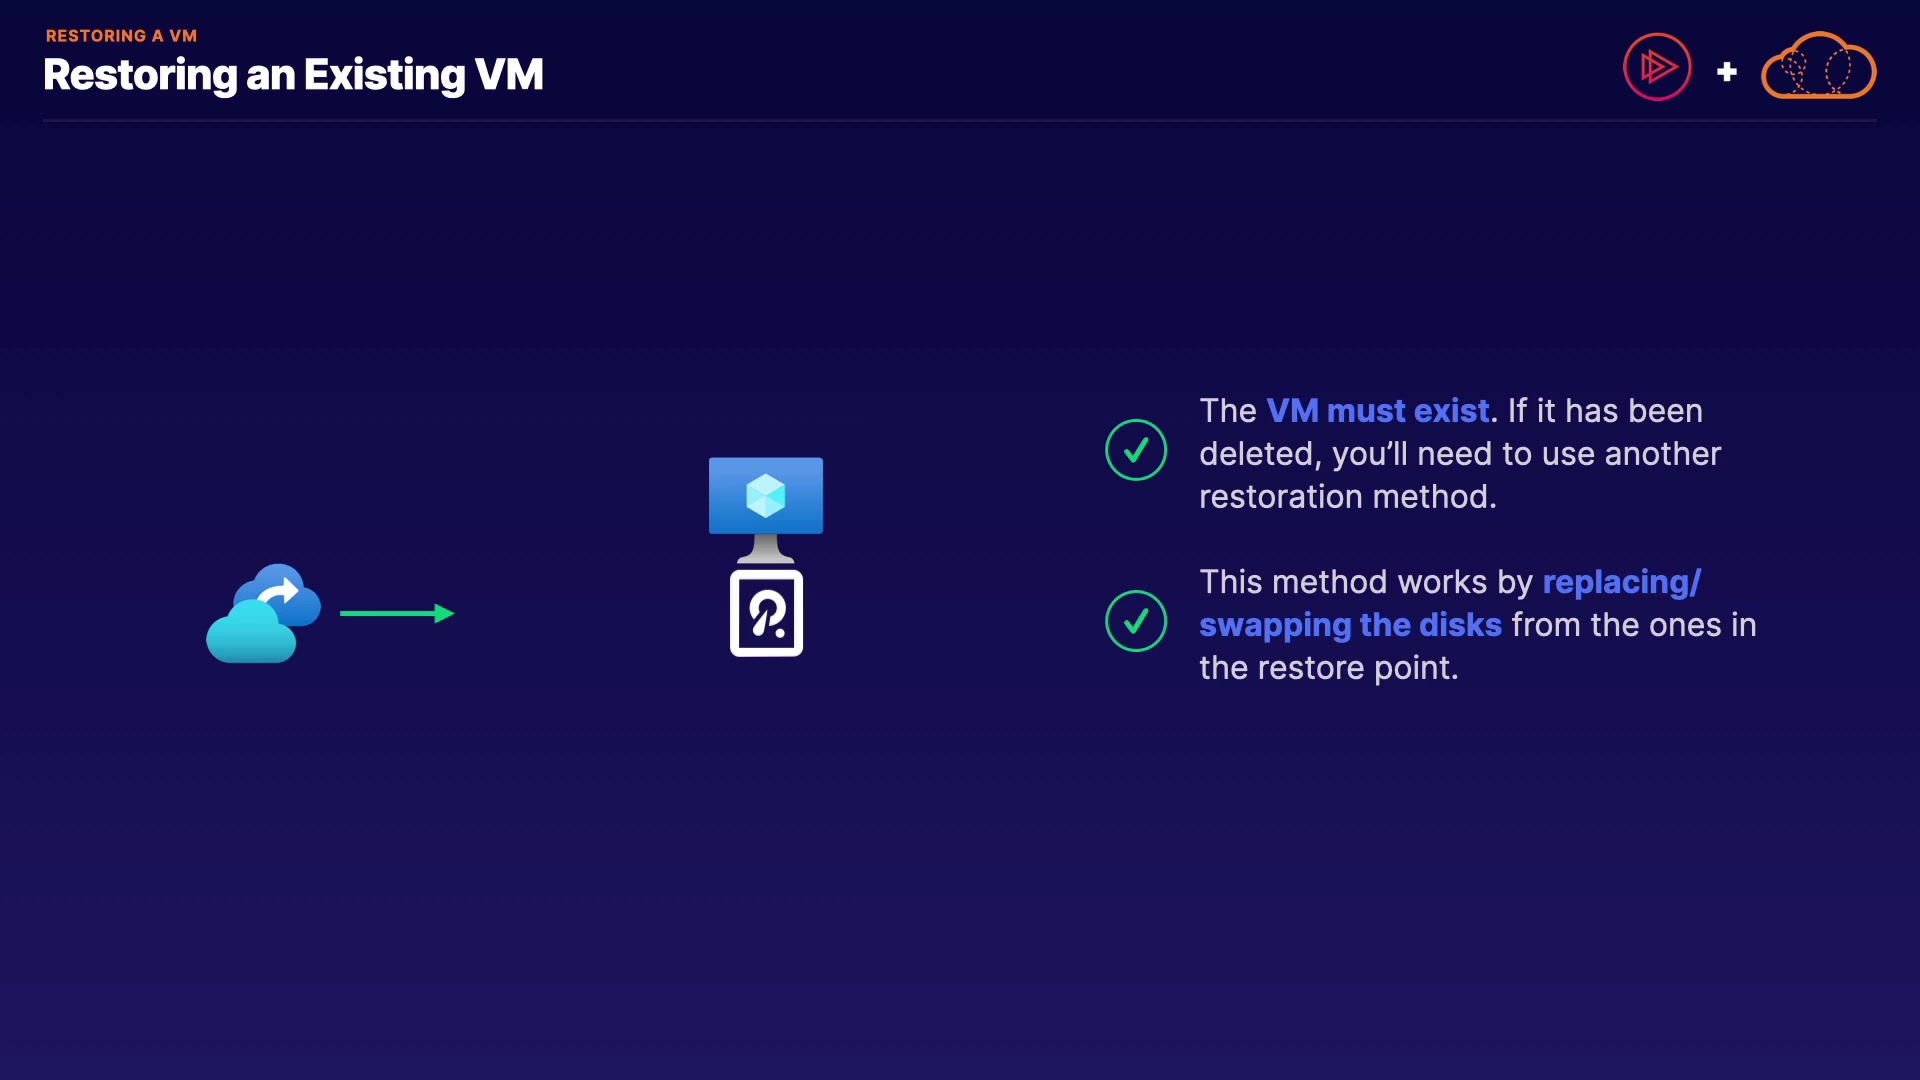 RESTORING A VM
Restoring an Existing VM
The VM must exist. If it has been
deleted, you’ll need to use another
restoration method.
This method works by replacing/
swapping the disks from the ones in
the restore point.